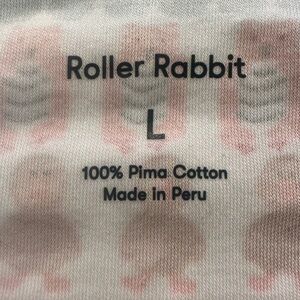 Roller Rabbit
L
100% Pima Cotton
Made in Peru